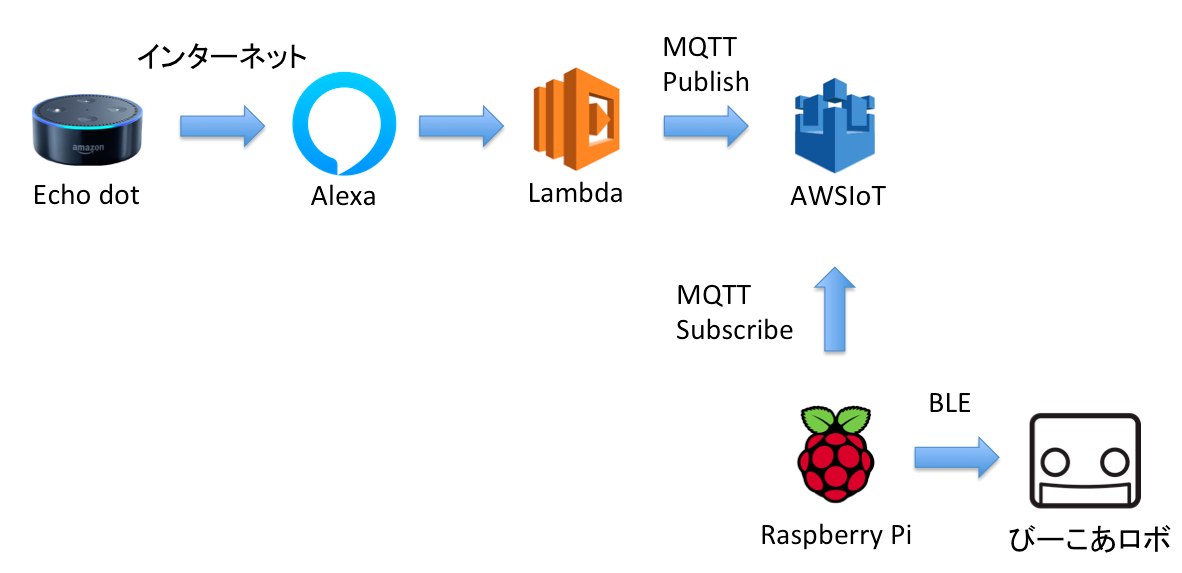 インターネット
MQTT
Publish
amazon
Echo dot
Alexa
Lambda
AWSIoT
MQTT
Subscribe
BLE
Raspberry Pi
びーこあロボ